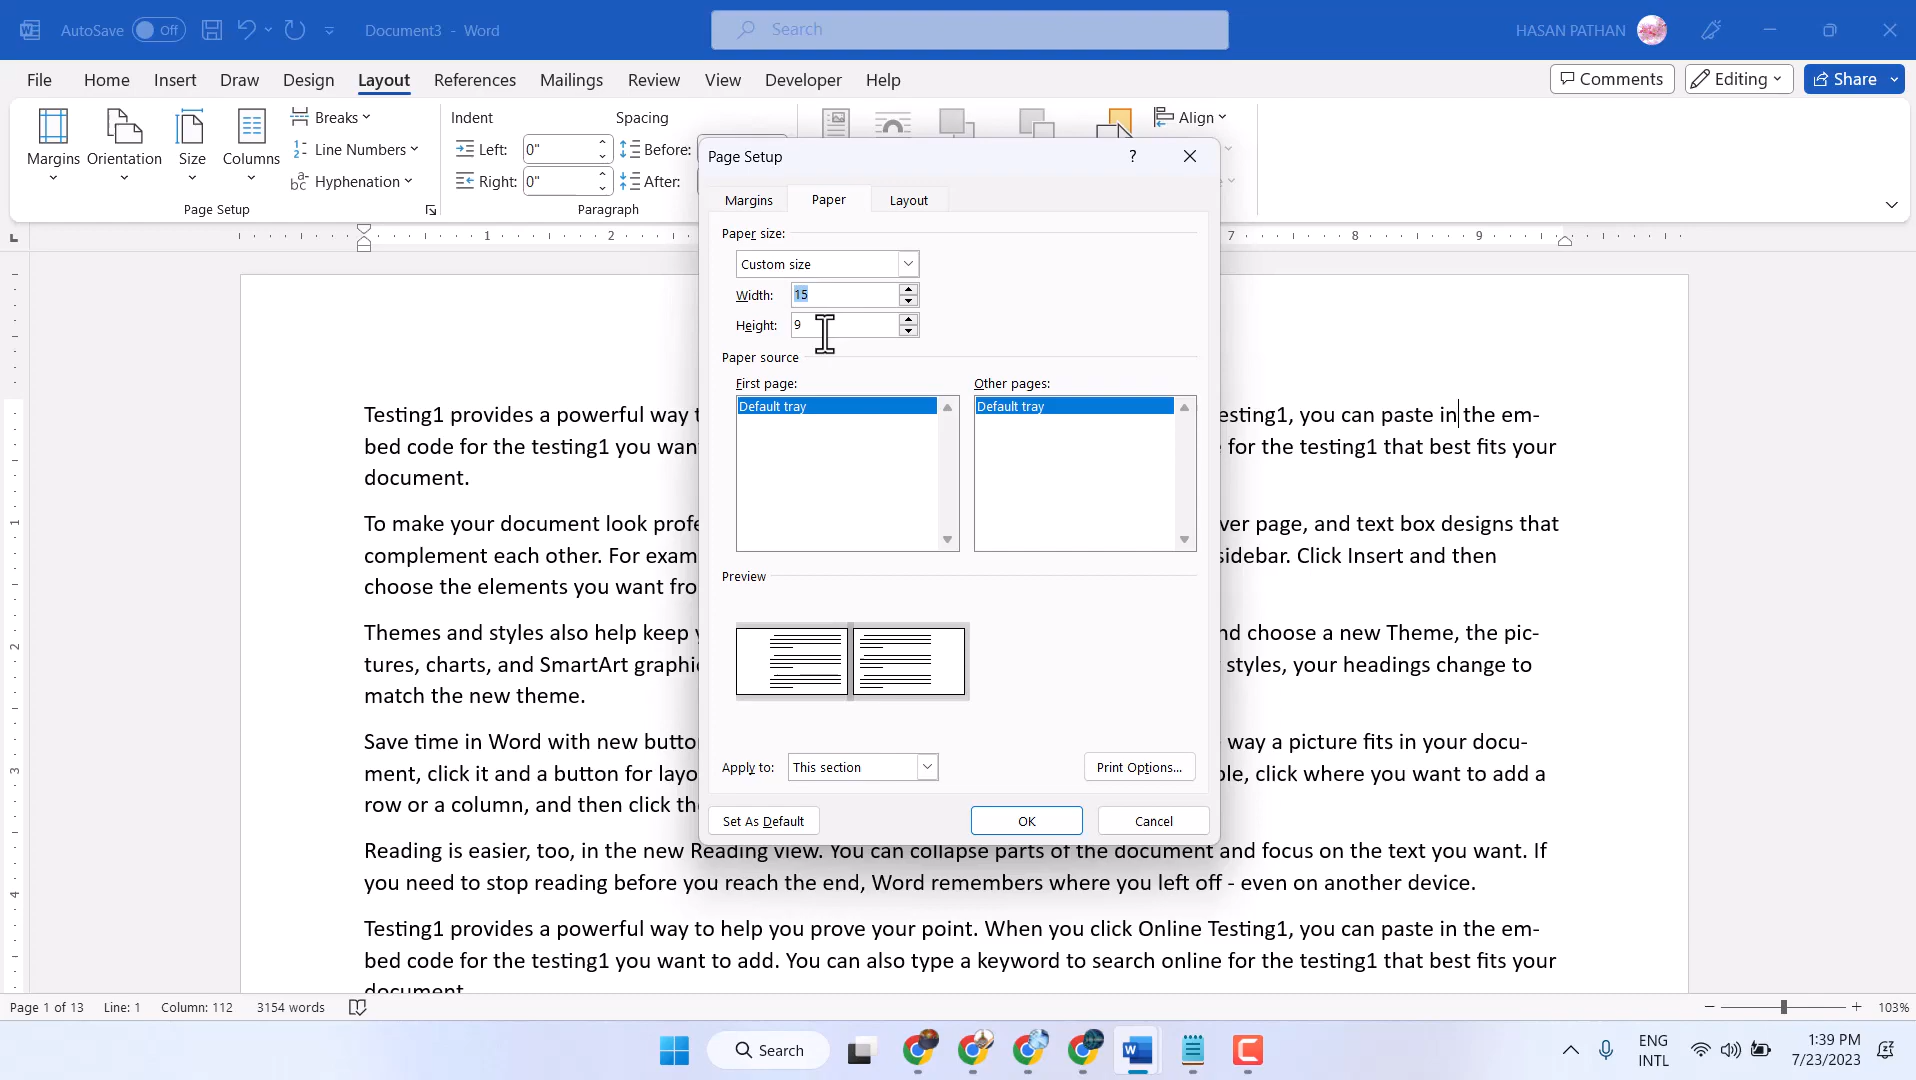 AutoSave Off Document3 - Word Search HASAN PATHAN
File Home Insert Draw Design Layout References Mailings Review View Developer Help Comments Editing Share
Margins Orientation Size Columns
Breaks
Line Numbers
Hyphenation
Page Setup
Indent Spacing
Left: 0" Before:
Right: 0" After:
Paragraph
Align
1 2 7 8 9
Page Setup
Margins Paper Layout
Paper size:
Custom size
Width: 15
Height: 9
Paper source
First page: Other pages:
Default tray Default tray
Preview
Apply to: This section Print Options...
Set As Default OK Cancel
Testing1 provides a powerful way t esting1, you can paste in the em-
bed code for the testing1 you wan for the testing1 that best fits your
document.
To make your document look profe ver page, and text box designs that
complement each other. For exam sidebar. Click Insert and then
choose the elements you want fro
Themes and styles also help keep nd choose a new Theme, the pic-
tures, charts, and SmartArt graphi styles, your headings change to
match the new theme.
Save time in Word with new butto way a picture fits in your docu-
ment, click it and a button for layo ble, click where you want to add a
row or a column, and then click th
Reading is easier, too, in the new Reading view. You can collapse parts of the document and focus on the text you want. If
you need to stop reading before you reach the end, Word remembers where you left off - even on another device.
Testing1 provides a powerful way to help you prove your point. When you click Online Testing1, you can paste in the em-
bed code for the testing1 you want to add. You can also type a keyword to search online for the testing1 that best fits your
document.
1
2
3
4
Page 1 of 13 Line: 1 Column: 112 3154 words 103%
Search
ENG
INTL
1:39 PM
7/23/2023